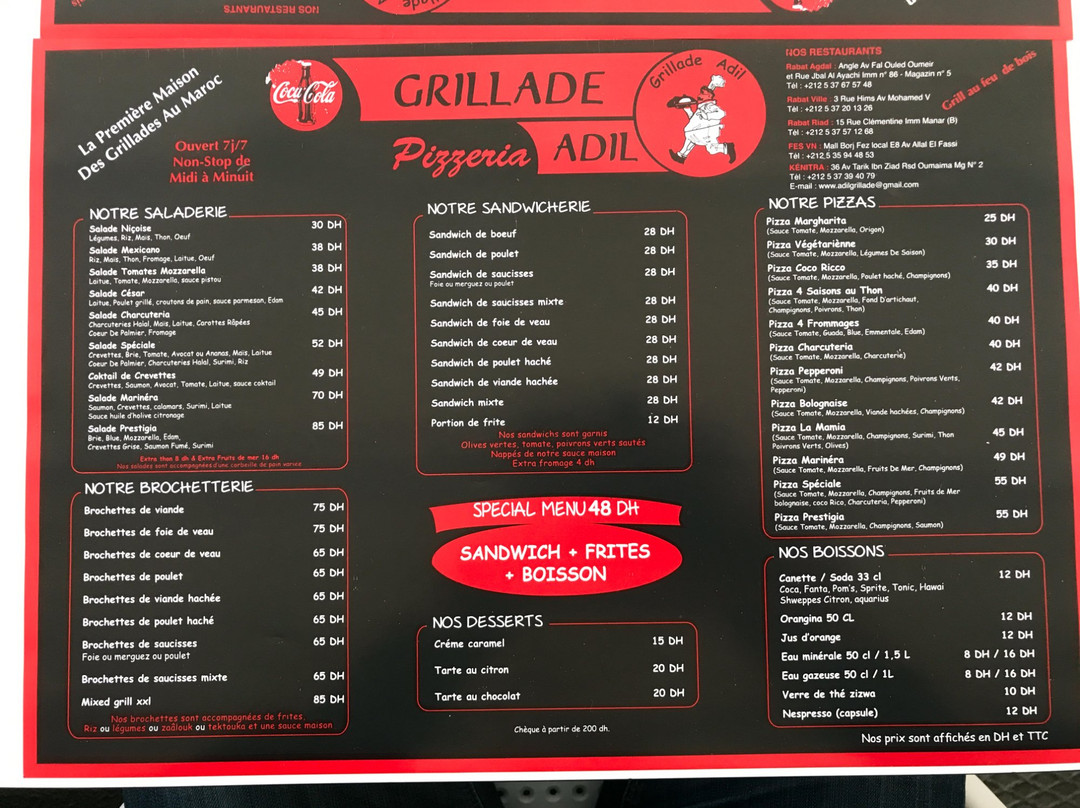 NOS RESTAURANTS
La Première Maison
Des Grillades Au Maroc
Ouvert 7j/7
Non-Stop de
Midi à Minuit
Coca-Cola
GRILLADE
Pizzeria ADIL
Grillade Adil
NOS RESTAURANTS
Rabat Agdal : Angle Av Fal Ouled Oumeir
et Rue Jbal Al Ayachi Imm n° 86 - Magazin n° 5
Tél : +212 5 37 67 57 48
Rabat Ville : 3 Rue Hims Av Mohamed V
Tél : +212 5 37 20 13 26
Rabat Riad : 15 Rue Clémentine Imm Manar (B)
Tél : +212 5 37 57 12 68
FES VN : Mall Borj Fez local E8 Av Allal El Fassi
Tél : +212 5 35 94 48 53
KÉNITRA : 36 Av Tarik Ibn Ziad Rsd Oumaima Mg N° 2
Tél : +212 5 37 39 40 79
E-mail : www.adilgrillade@gmail.com
Grill au feu de bois
NOTRE SALADERIE
Salade Niçoise 30 DH
Légumes, Riz, Mais, Thon, Oeuf
Salade Mexicano 38 DH
Riz, Mais, Thon, Fromage, Laitue, Oeuf
Salade Tomates Mozzarella 38 DH
Laitue, Tomate, Mozzarella, sauce pistou
Salade César 42 DH
Laitue, Poulet grillé, croutons de pain, sauce parmeson, Edam
Salade Charcuteria 45 DH
Charcuteries Halal, Mais, Laitue, Carottes Râpées
Coeur De Palmier, Fromage
Salade Spéciale 52 DH
Crevettes, Brie, Tomate, Avocat ou Ananas, Mais, Laitue
Coeur De Palmier, Charcuteries Halal, Surimi, Riz
Coktail de Crevettes 49 DH
Crevettes, Saumon, Avocat, Tomate, Laitue, sauce coktail
Salade Marinéra 70 DH
Saumon, Crevettes, calamars, Surimi, Laitue
Sauce huile d'holive citronage
Salade Prestigia 85 DH
Brie, Blue, Mozzarella, Edam,
Crevettes Grise, Saumon Fumé, Surimi
Extra thon 8 dh & Extra Fruits de mer 16 dh
Nos salades sont accompagnées d'une corbeille de pain variée
NOTRE BROCHETTERIE
Brochettes de viande 75 DH
Brochettes de foie de veau 75 DH
Brochettes de coeur de veau 65 DH
Brochettes de poulet 65 DH
Brochettes de viande hachée 65 DH
Brochettes de poulet haché 65 DH
Brochettes de saucisses 65 DH
Foie ou merguez ou poulet
Brochettes de saucisses mixte 65 DH
Mixed grill xxl 85 DH
Nos brochettes sont accompagnées de frites,
Riz ou légumes ou zaâlouk ou tektouka et une sauce maison
NOTRE SANDWICHERIE
Sandwich de boeuf 28 DH
Sandwich de poulet 28 DH
Sandwich de saucisses 28 DH
Foie ou merguez ou poulet
Sandwich de saucisses mixte 28 DH
Sandwich de foie de veau 28 DH
Sandwich de coeur de veau 28 DH
Sandwich de poulet haché 28 DH
Sandwich de viande hachée 28 DH
Sandwich mixte 28 DH
Portion de frite 12 DH
Nos sandwichs sont garnis
Olives vertes, tomate, poivrons verts sautés
Nappés de notre sauce maison
Extra fromage 4 dh
SPECIAL MENU 48 DH
SANDWICH + FRITES
+ BOISSON
NOS DESSERTS
Créme caramel 15 DH
Tarte au citron 20 DH
Tarte au chocolat 20 DH
Chèque à partir de 200 dh.
NOTRE PIZZAS
Pizza Margharita 25 DH
(Sauce Tomate, Mozzarella, Origon)
Pizza Végétariènne 30 DH
(Sauce Tomate, Mozzarella, Légumes De Saison)
Pizza Coco Ricco 35 DH
(Sauce Tomate, Mozzarella, Poulet haché, Champignons)
Pizza 4 Saisons au Thon 40 DH
(Sauce Tomate, Mozzarella, Fond D'artichaut,
Champignons, Poivrons, Thon)
Pizza 4 Frommages 40 DH
(Sauce Tomate, Guada, Blue, Emmentale, Edam)
Pizza Charcuteria 40 DH
(Sauce Tomate, Mozzarella, Charcuterie)
Pizza Pepperoni 42 DH
(Sauce Tomate, Mozzarella, Champignons, Poivrons Verts,
Pepperoni)
Pizza Bolognaise 42 DH
(Sauce Tomate, Mozzarella, Viande hachées, Champignons)
Pizza La Mamia 45 DH
(Sauce Tomate, Mozzarella, Champignons, Surimi, Thon
Poivrons Verts, Olives)
Pizza Marinéra 49 DH
(Sauce Tomate, Mozzarella, Fruits De Mer, Champignons)
Pizza Spéciale 55 DH
(Sauce Tomate, Mozzarella, Champignons, Fruits de Mer
bolognaise, coco Rico, Charcuteria, Pepperoni)
Pizza Prestigia 55 DH
(Sauce Tomate, Mozzarella, Champignons, Saumon)
NOS BOISSONS
Canette / Soda 33 cl 12 DH
Coca, Fanta, Pom's, Sprite, Tonic, Hawai
Shweppes Citron, aquarius
Orangina 50 CL 12 DH
Jus d'orange 12 DH
Eau minérale 50 cl / 1,5 L 8 DH / 16 DH
Eau gazeuse 50 cl / 1L 8 DH / 16 DH
Verre de thé zizwa 10 DH
Nespresso (capsule) 12 DH
Nos prix sont affichés en DH et TTC